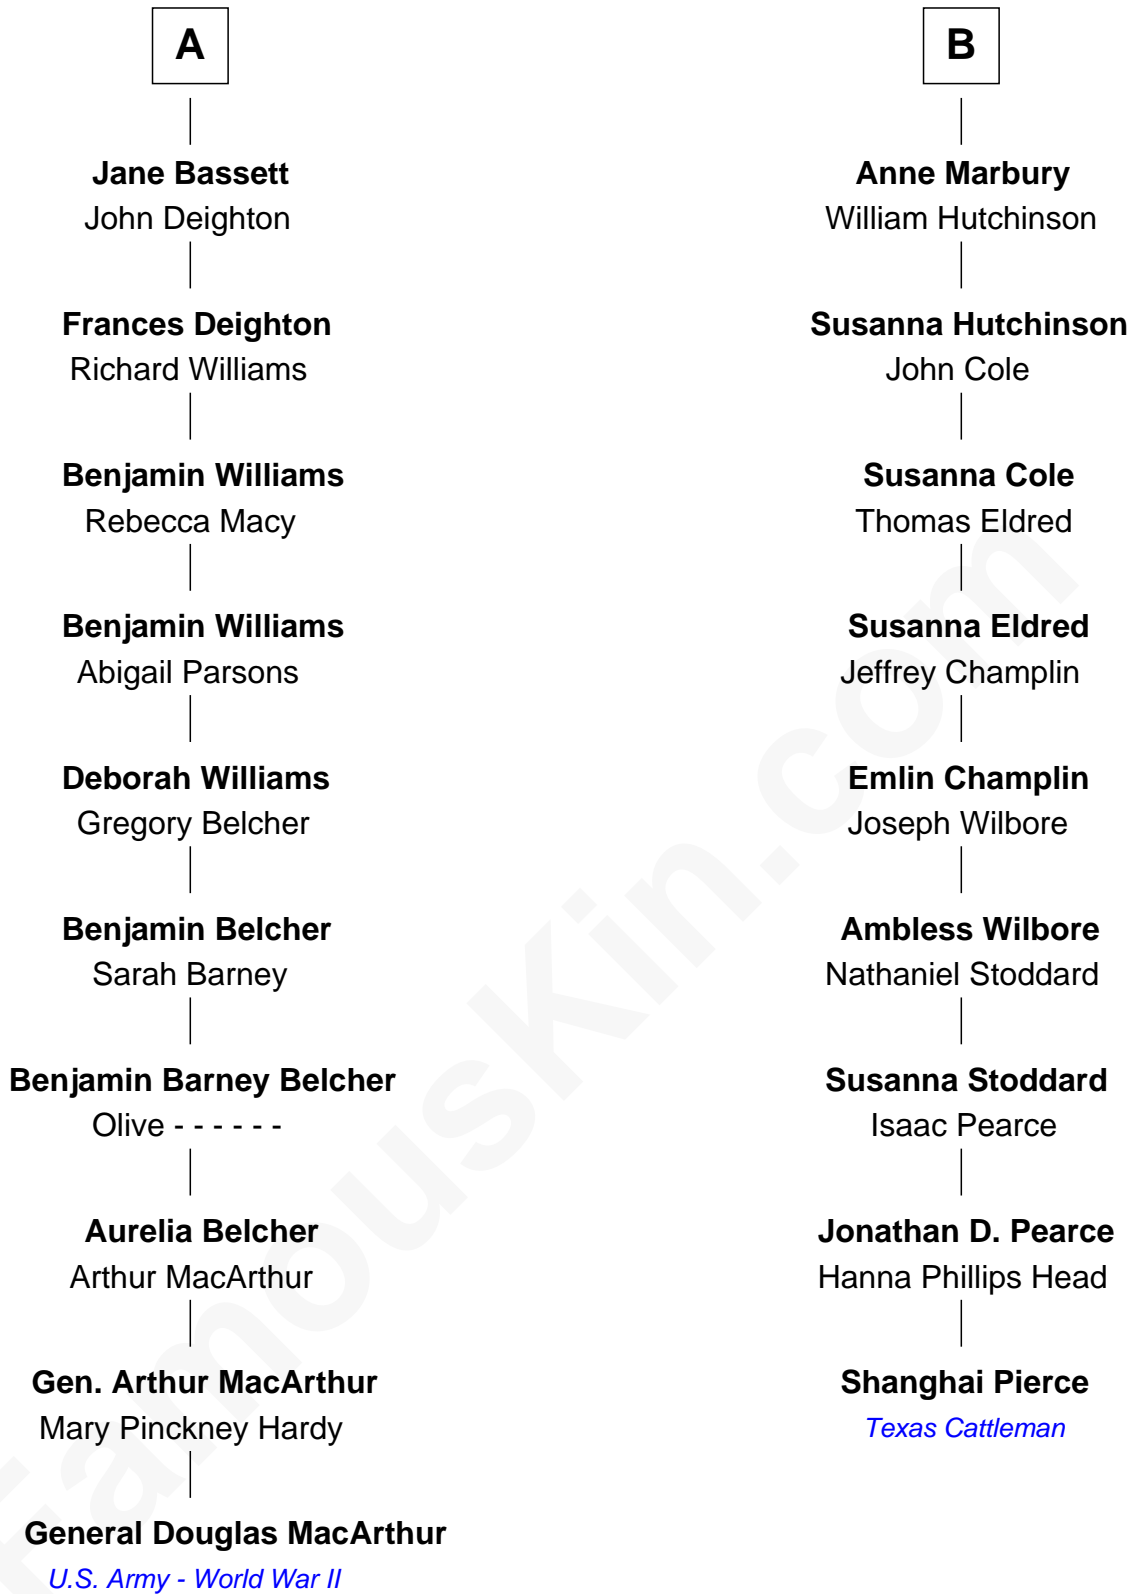 A
Jane Bassett
John Deighton
Frances Deighton
Richard Williams
Benjamin Williams
Rebecca Macy
Benjamin Williams
Abigail Parsons
Deborah Williams
Gregory Belcher
Benjamin Belcher
Sarah Barney
Benjamin Barney Belcher
Olive - - - - - -
Aurelia Belcher
Arthur MacArthur
Gen. Arthur MacArthur
Mary Pinckney Hardy
General Douglas MacArthur
U.S. Army - World War II
B
Anne Marbury
William Hutchinson
Susanna Hutchinson
John Cole
Susanna Cole
Thomas Eldred
Susanna Eldred
Jeffrey Champlin
Emlin Champlin
Joseph Wilbore
Ambless Wilbore
Nathaniel Stoddard
Susanna Stoddard
Isaac Pearce
Jonathan D. Pearce
Hanna Phillips Head
Shanghai Pierce
Texas Cattleman
FamousKin.com